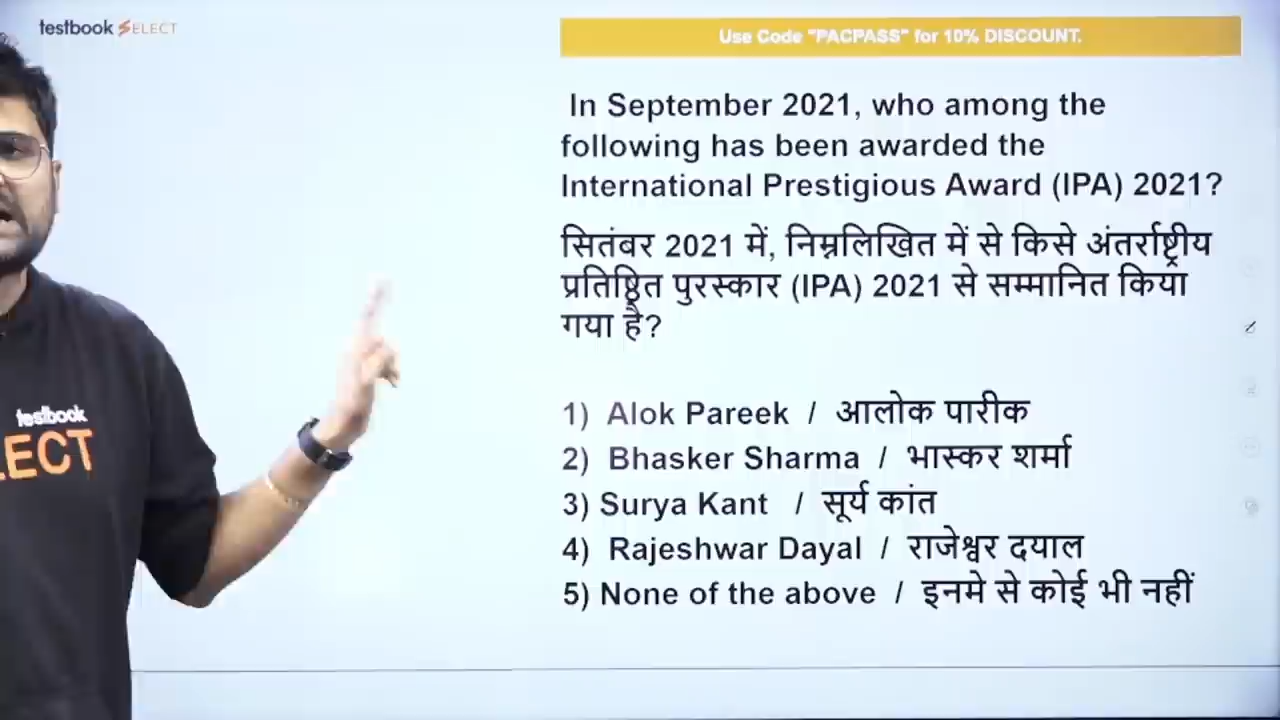 testbook SELECT
Use Code "PACPASS" for 10% DISCOUNT.
In September 2021, who among the
following has been awarded the
International Prestigious Award (IPA) 2021?
सितंबर 2021 में, निम्नलिखित में से किसे अंतर्राष्ट्रीय
प्रतिष्ठित पुरस्कार (IPA) 2021 से सम्मानित किया
गया है?
1) Alok Pareek / आलोक पारीक
2) Bhasker Sharma / भास्कर शर्मा
3) Surya Kant / सूर्य कांत
4) Rajeshwar Dayal / राजेश्वर दयाल
5) None of the above / इनमे से कोई भी नहीं
testbook
LECT